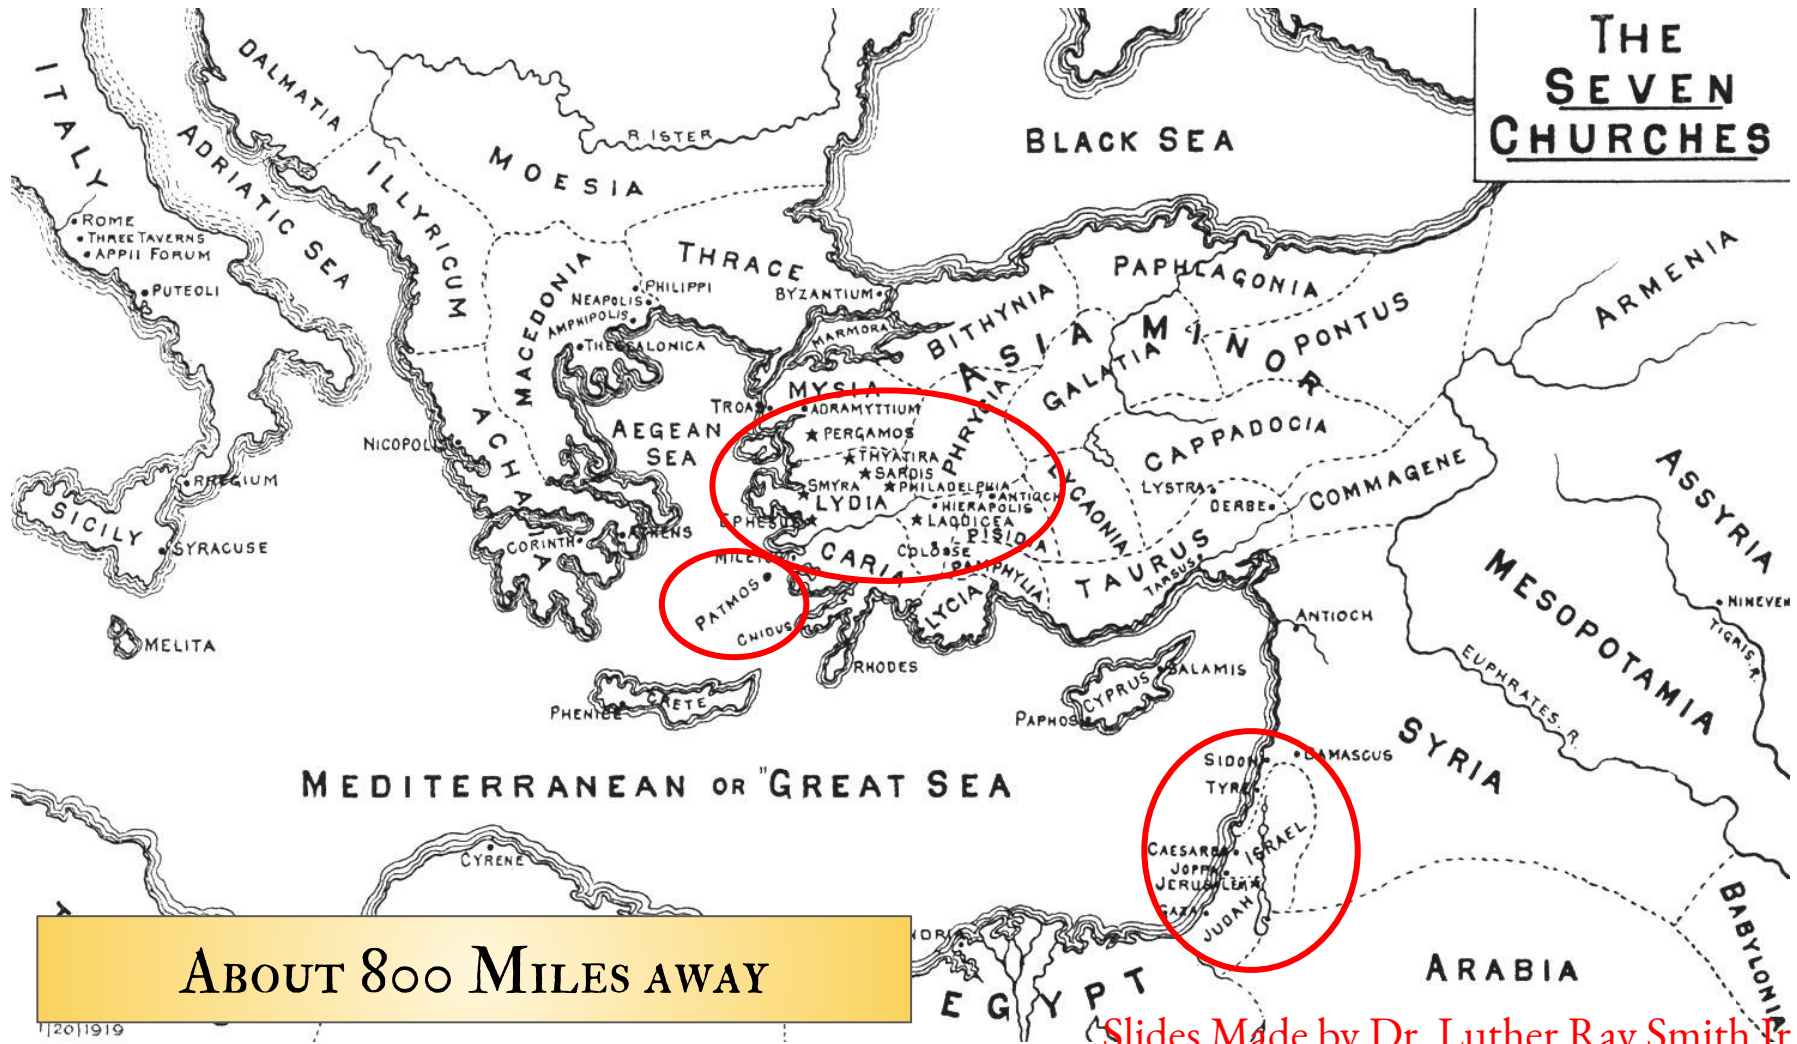 THE
SEVEN
CHURCHES
ITALY
DALMATIA
ADRIATIC SEA
ILLYRICUM
MOESIA
R. ISTER
BLACK SEA
ROME
THREE TAVERNS
APPII FORUM
PUTEOLI
MACEDONIA
THRACE
PHILIPPI
NEAPOLIS
AMPHIPOLIS
THESSALONICA
BYZANTIUM
MARMORA
BITHYNIA
PAPHLAGONIA
PONTUS
ARMENIA
ASIA MINOR
GALATIA
MYSIA
PHRYGIA
TROAS
ADRAMYTTIUM
AEGEAN
SEA
PERGAMOS
THYATIRA
SARDIS
SMYRA
PHILADELPHIA
ANTIOCH
LYDIA
HIERAPOLIS
EPHESUS
LAODICEA
PISIDIA
COLOSSE
CARIA
PAMPHYLIA
LYCIA
LYCAONIA
CAPPADOCIA
LYSTRA
DERBE
COMMAGENE
TAURUS
TARSUS
ASSYRIA
MESOPOTAMIA
NINEVEH
TIGRIS R.
EUPHRATES. R.
NICOPOLIS
ACHAIA
RHEGIUM
SICILY
SYRACUSE
CORINTH
ATHENS
PATMOS
CNIDUS
MELITA
RHODES
CRETE
PHENICE
CYPRUS
SALAMIS
PAPHOS
ANTIOCH
SYRIA
SIDON
DAMASCUS
TYRE
MEDITERRANEAN OR "GREAT SEA
CYRENE
CAESAREA
ISRAEL
JOPPA
JERUSALEM
GAZA
JUDAH
BABYLONIA
ARABIA
EGYPT
ABOUT 800 MILES AWAY
1|20|1919
Slides Made by Dr. Luther Ray Smith Jr